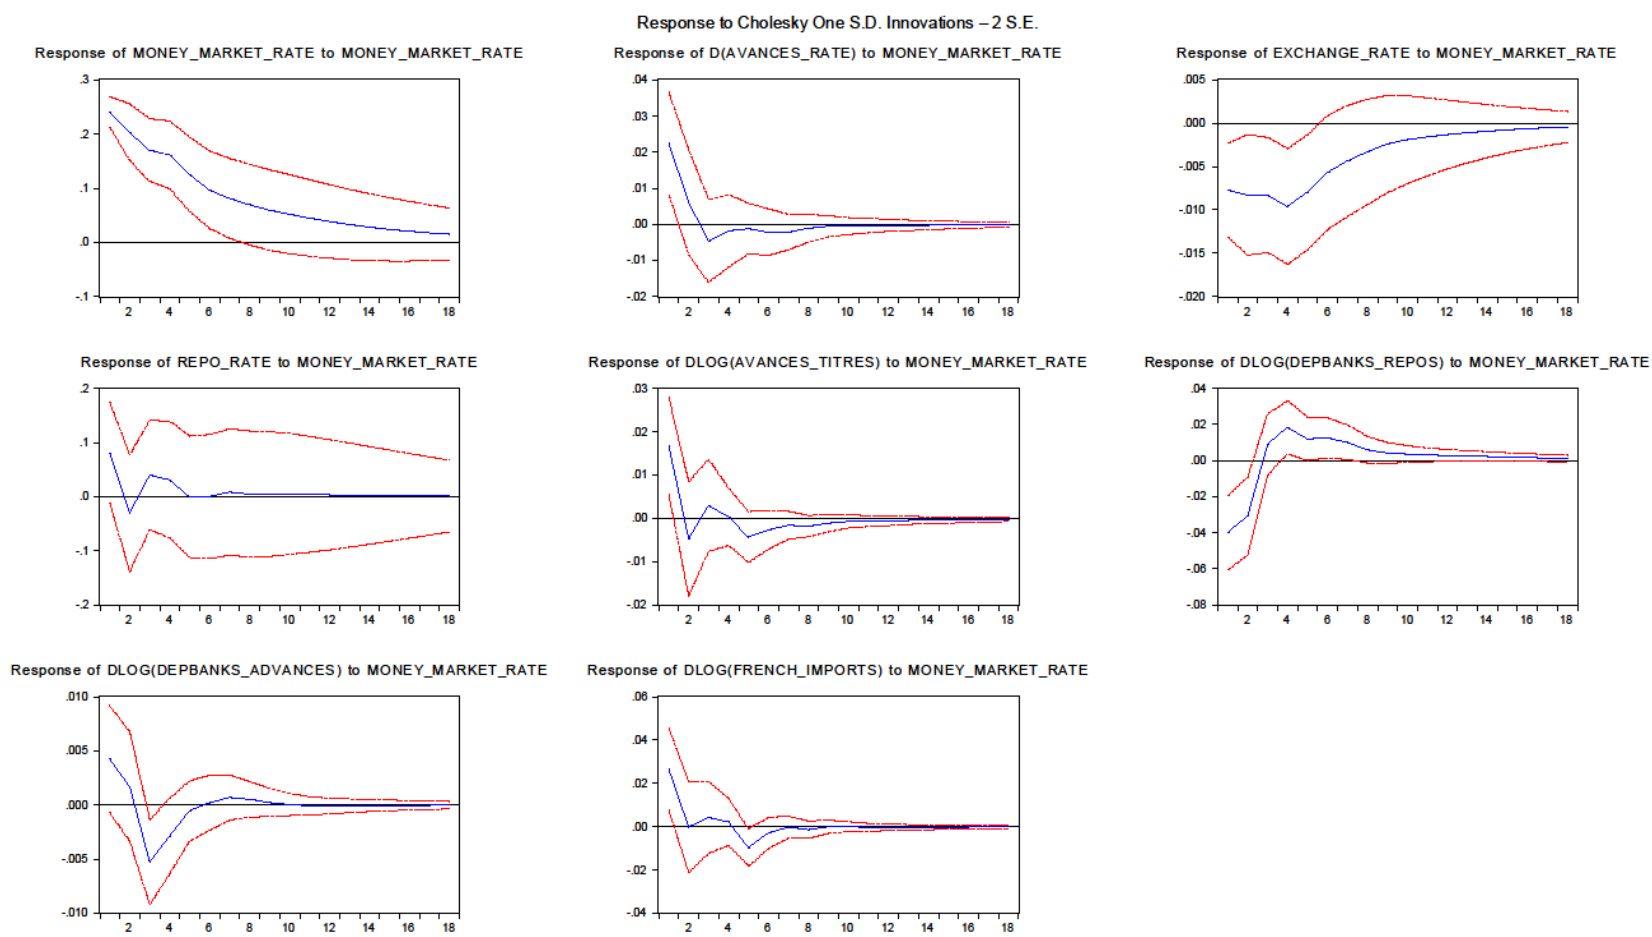 Response to Cholesky One S.D. Innovations – 2 S.E.
Response of MONEY_MARKET_RATE to MONEY_MARKET_RATE
.3
.2
.1
.0
-.1
2 4 6 8 10 12 14 16 18
Response of D(AVANCES_RATE) to MONEY_MARKET_RATE
.04
.03
.02
.01
.00
-.01
-.02
2 4 6 8 10 12 14 16 18
Response of EXCHANGE_RATE to MONEY_MARKET_RATE
.005
.000
-.005
-.010
-.015
-.020
2 4 6 8 10 12 14 16 18
Response of REPO_RATE to MONEY_MARKET_RATE
.2
.1
.0
-.1
-.2
2 4 6 8 10 12 14 16 18
Response of DLOG(AVANCES_TITRES) to MONEY_MARKET_RATE
.03
.02
.01
.00
-.01
-.02
2 4 6 8 10 12 14 16 18
Response of DLOG(DEPBANKS_REPOS) to MONEY_MARKET_RATE
.04
.02
.00
-.02
-.04
-.06
-.08
2 4 6 8 10 12 14 16 18
Response of DLOG(DEPBANKS_ADVANCES) to MONEY_MARKET_RATE
.010
.005
.000
-.005
-.010
2 4 6 8 10 12 14 16 18
Response of DLOG(FRENCH_IMPORTS) to MONEY_MARKET_RATE
.06
.04
.02
.00
-.02
-.04
2 4 6 8 10 12 14 16 18